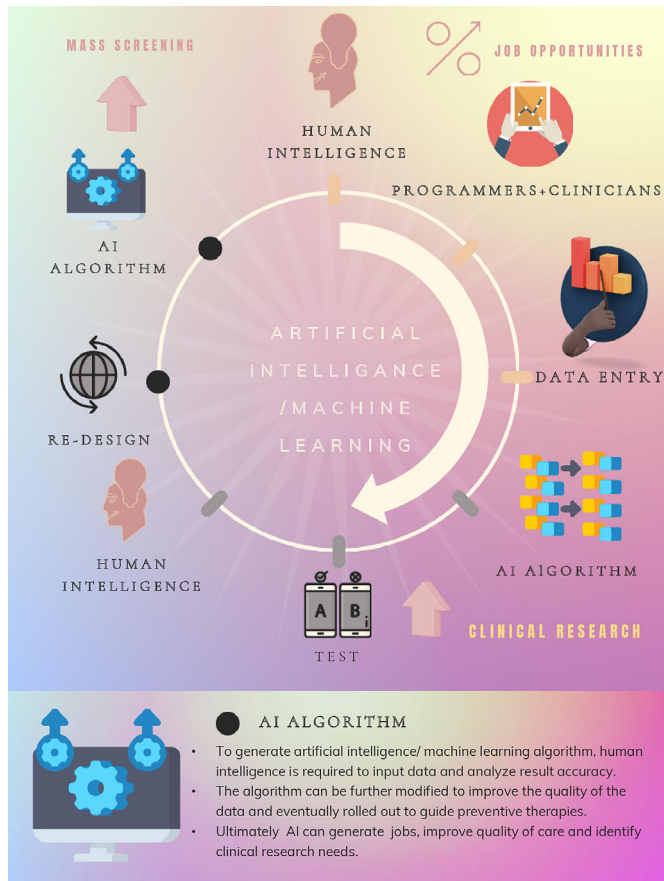 MASS SCREENING
JOB OPPORTUNITIES
HUMAN
INTELLIGENCE
PROGRAMMERS+CLINICIANS
AI
ALGORITHM
DATA ENTRY
ARTIFICIAL
INTELLIGANCE
/MACHINE
LEARNING
RE-DESIGN
AI AlGORITHM
HUMAN
INTELLIGENCE
A B i
TEST
CLINICAL RESEARCH
AI ALGORITHM
• To generate artificial intelligence/ machine learning algorithm, human
intelligence is required to input data and analyze result accuracy.
• The algorithm can be further modified to improve the quality of the
data and eventually rolled out to guide preventive therapies.
• Ultimately AI can generate jobs, improve quality of care and identify
clinical research needs.